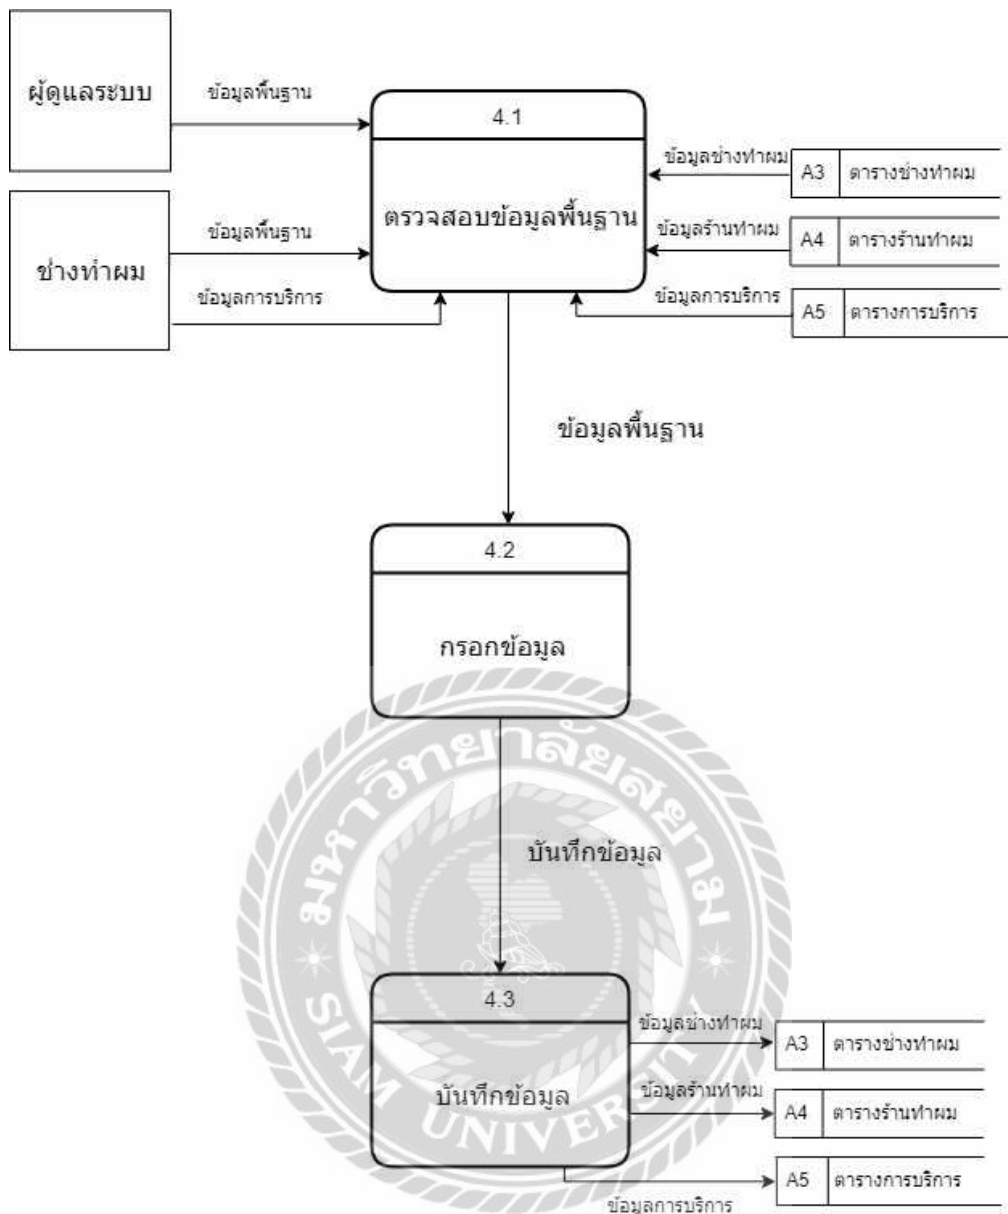 ผู้ดูแลระบบ
ข้อมูลพื้นฐาน
4.1
ตรวจสอบข้อมูลพื้นฐาน
ข้อมูลช่างทำผม
A3 ตารางช่างทำผม
ช่างทำผม
ข้อมูลพื้นฐาน
ข้อมูลร้านทำผม
A4 ตารางร้านทำผม
ข้อมูลการบริการ
ข้อมูลการบริการ
A5 ตารางการบริการ
ข้อมูลพื้นฐาน
4.2
กรอกข้อมูล
มหาวิทยาลัยสยาม
บันทึกข้อมูล
4.3
บันทึกข้อมูล
ข้อมูลช่างทำผม
A3 ตารางช่างทำผม
ข้อมูลร้านทำผม
A4 ตารางร้านทำผม
ข้อมูลการบริการ
A5 ตารางการบริการ
SIAM UNIVERSITY